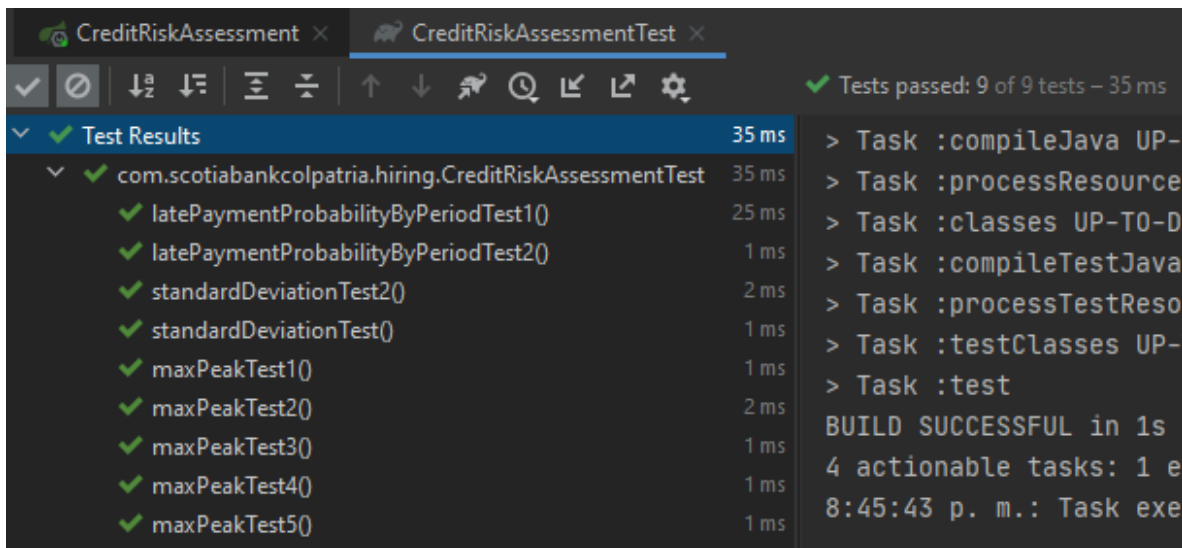 CreditRiskAssessment
CreditRiskAssessmentTest
Tests passed: 9 of 9 tests – 35 ms
Test Results 35 ms
com.scotiabankcolpatria.hiring.CreditRiskAssessmentTest 35 ms
latePaymentProbabilityByPeriodTest1() 25 ms
latePaymentProbabilityByPeriodTest2() 1 ms
standardDeviationTest2() 2 ms
standardDeviationTest() 1 ms
maxPeakTest1() 1 ms
maxPeakTest2() 2 ms
maxPeakTest3() 1 ms
maxPeakTest4() 1 ms
maxPeakTest5() 1 ms
> Task :compileJava UP-
> Task :processResource
> Task :classes UP-TO-D
> Task :compileTestJava
> Task :processTestReso
> Task :testClasses UP-
> Task :test
BUILD SUCCESSFUL in 1s
4 actionable tasks: 1 e
8:45:43 p. m.: Task exe